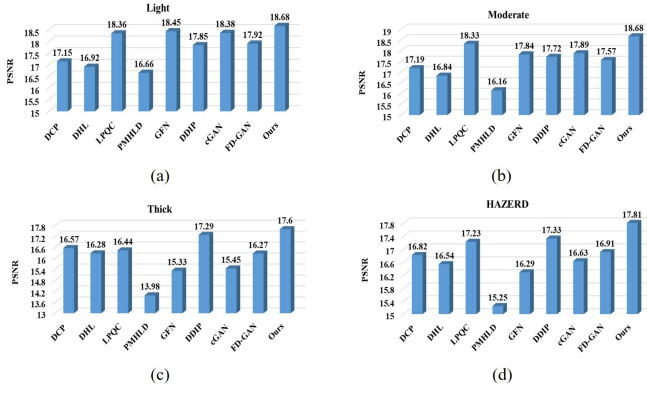 Light
PSNR
18.5
18
17.5
17
16.5
16
15.5
15
17.15
16.92
18.36
16.66
18.45
17.85
18.38
17.92
18.68
DCP
DHL
LPQC
PMHLD
GFN
DDIP
cGAN
FD-GAN
Ours
(a)
Moderate
PSNR
19
18.5
18
17.5
17
16.5
16
15.5
15
17.19
16.84
18.33
16.16
17.84
17.72
17.89
17.57
18.68
DCP
DHL
LPQC
PMHLD
GFN
DDIP
cGAN
FD-GAN
Ours
(b)
Thick
PSNR
17.8
17.2
16.6
16
15.4
14.8
14.2
13.6
13
16.57
16.28
16.44
13.98
15.33
17.29
15.45
16.27
17.6
DCP
DHL
LPQC
PMHLD
GFN
DDIP
cGAN
FD-GAN
Ours
(c)
HAZERD
PSNR
17.8
17.4
17
16.6
16.2
15.8
15.4
15
16.82
16.54
17.23
15.25
16.29
17.33
16.63
16.91
17.81
DCP
DHL
LPQC
PMHLD
GFN
DDIP
cGAN
FD-GAN
Ours
(d)